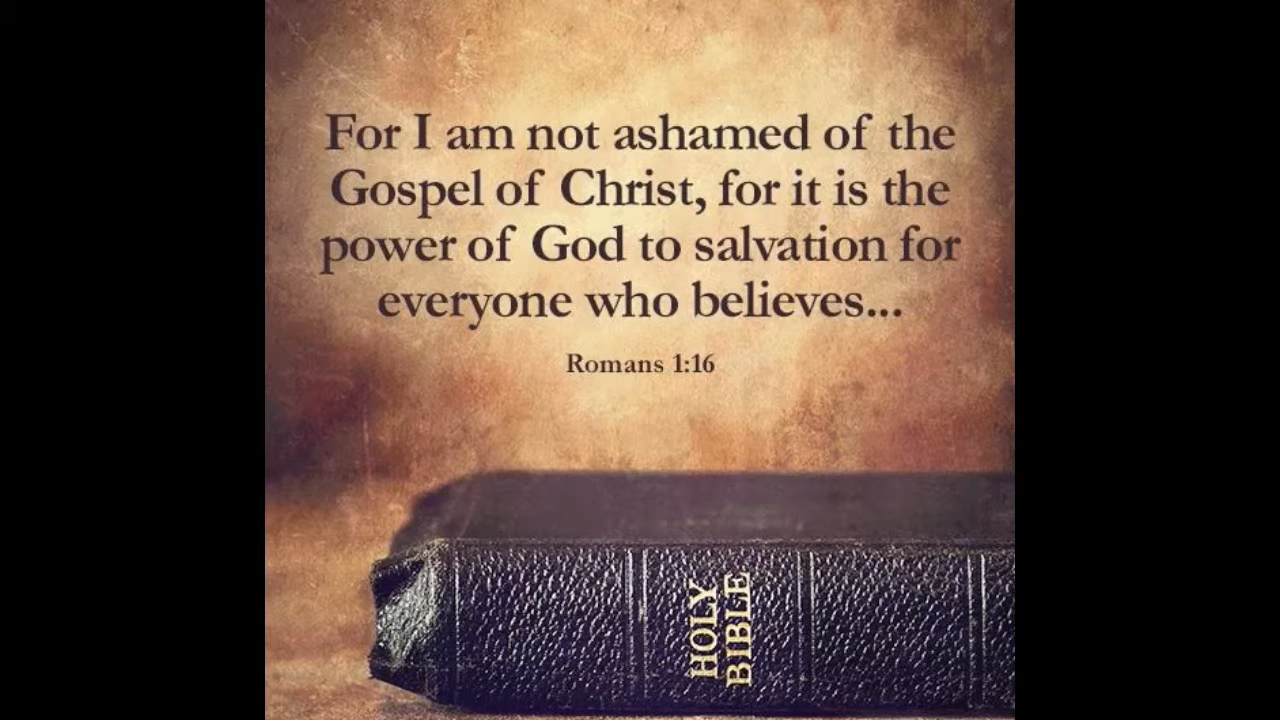 For I am not ashamed of the
Gospel of Christ, for it is the
power of God to salvation for
everyone who believes...
Romans 1:16
HOLY
BIBLE